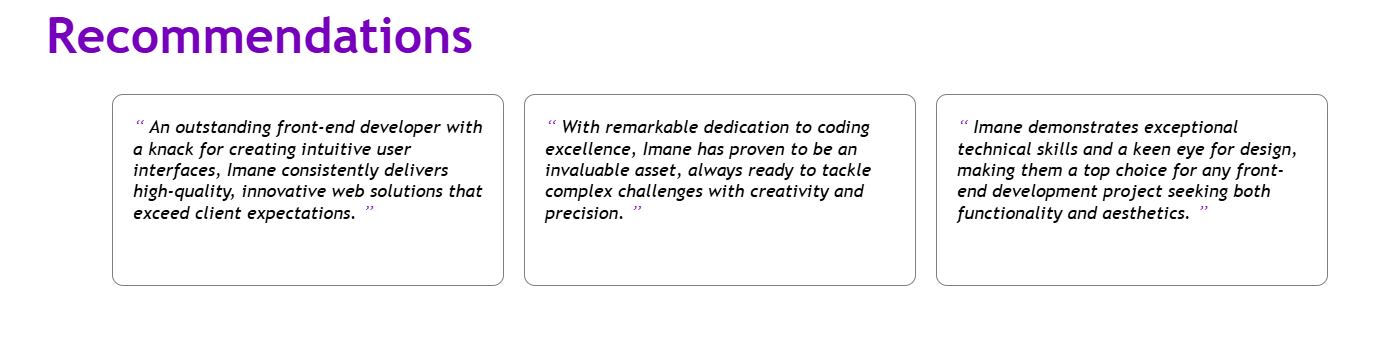 Recommendations
“ An outstanding front-end developer with
a knack for creating intuitive user
interfaces, Imane consistently delivers
high-quality, innovative web solutions that
exceed client expectations. ”
“ With remarkable dedication to coding
excellence, Imane has proven to be an
invaluable asset, always ready to tackle
complex challenges with creativity and
precision. ”
“ Imane demonstrates exceptional
technical skills and a keen eye for design,
making them a top choice for any front-
end development project seeking both
functionality and aesthetics. ”